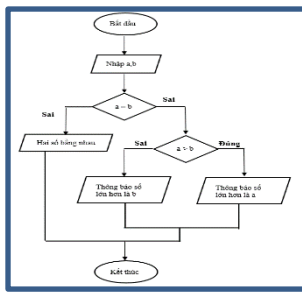 Bắt đầu
Nhập a,b
Sai
a = b
Sai
Hai số bằng nhau
Sai
a > b
Đúng
Thông báo số
lớn hơn là b
Thông báo số
lớn hơn là a
Kết thúc